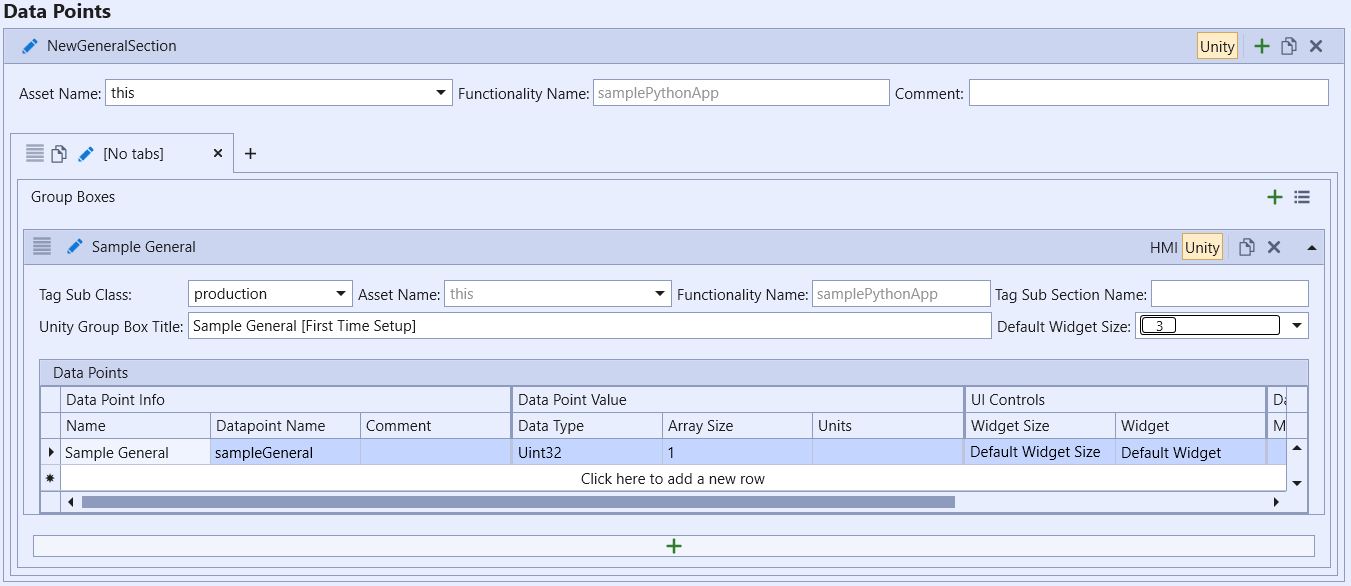 Data Points
NewGeneralSection Unity
Asset Name: this Functionality Name: samplePythonApp Comment:
[No tabs]
Group Boxes
Sample General HMI Unity
Tag Sub Class: production Asset Name: this Functionality Name: samplePythonApp Tag Sub Section Name:
Unity Group Box Title: Sample General [First Time Setup] Default Widget Size: 3
Data Points
Data Point Info Data Point Value UI Controls Da
Name Datapoint Name Comment Data Type Array Size Units Widget Size Widget M
Sample General sampleGeneral Uint32 1 Default Widget Size Default Widget
Click here to add a new row